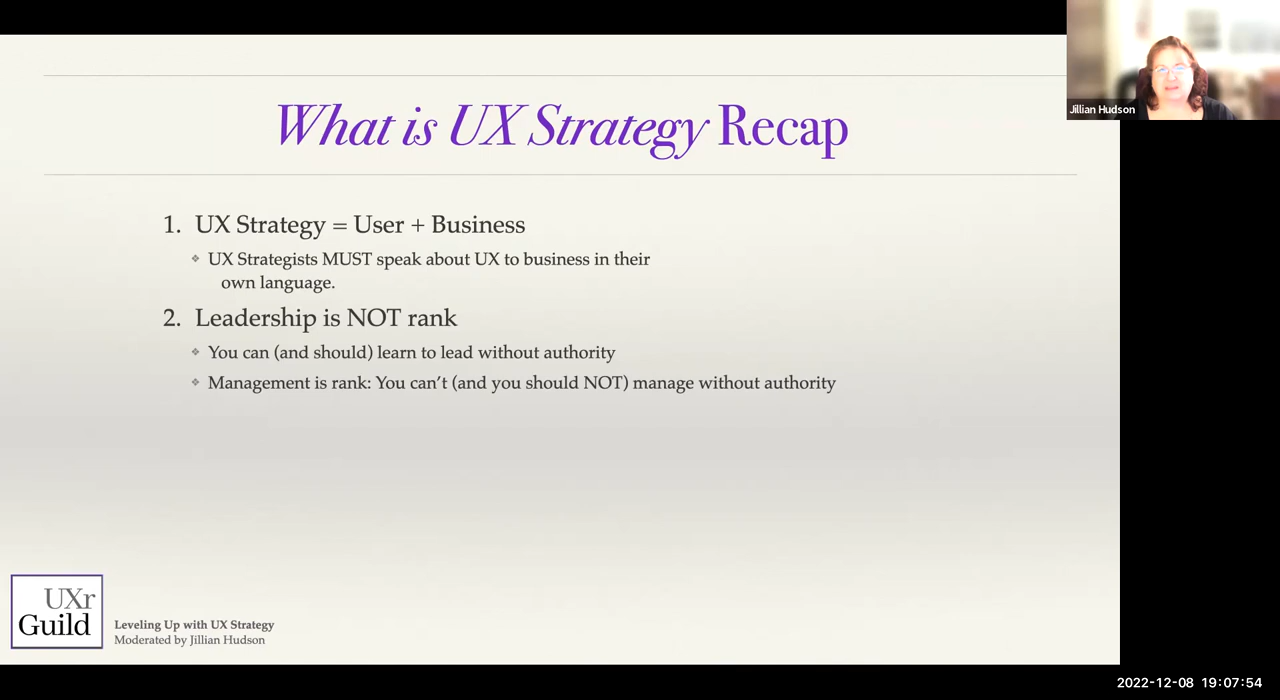 Jillian Hudson
What is UX Strategy Recap
1. UX Strategy = User + Business
❖ UX Strategists MUST speak about UX to business in their
own language.
2. Leadership is NOT rank
❖ You can (and should) learn to lead without authority
❖ Management is rank: You can't (and you should NOT) manage without authority
UXr
Guild
Leveling Up with UX Strategy
Moderated by Jillian Hudson
2022-12-08 19:07:54